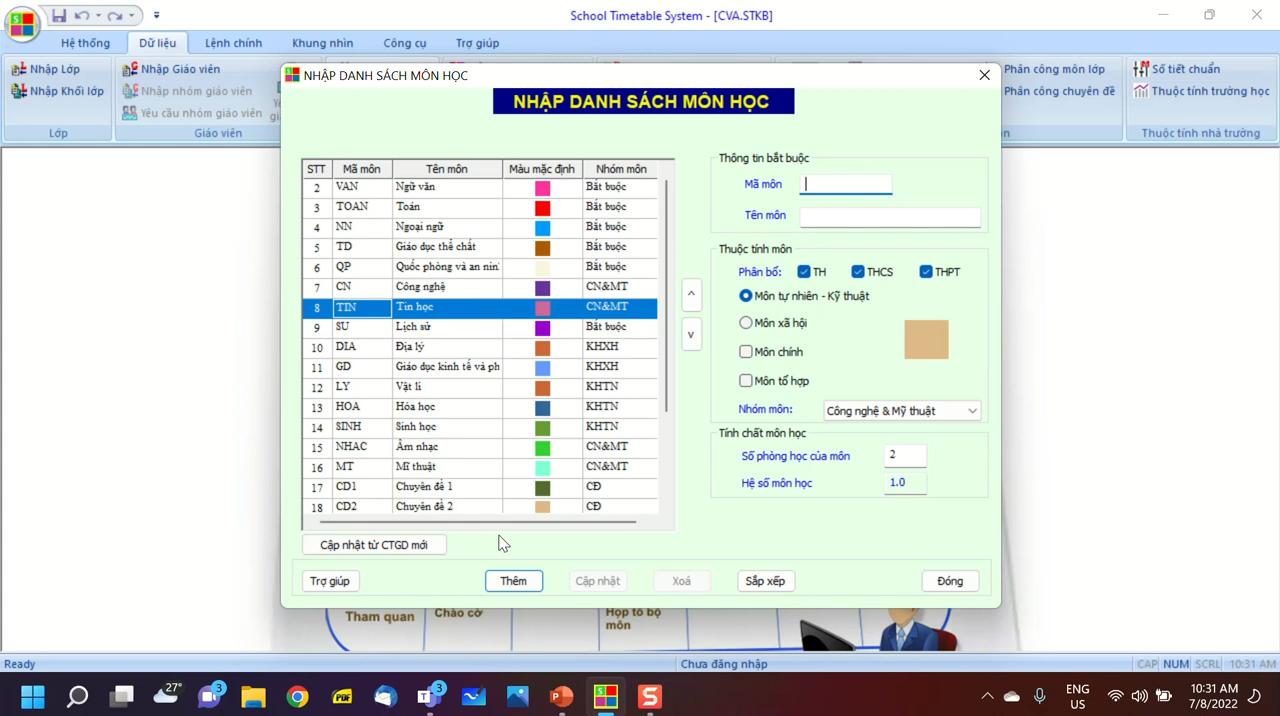 School Timetable System - [CVA.STKB]
Hệ thống Dữ liệu Lệnh chính Khung nhìn Công cụ Trợ giúp
Nhập Lớp
Nhập Khối lớp
Lớp
Nhập Giáo viên
Nhập nhóm giáo viên
Yêu cầu nhóm giáo viên
Giáo viên
Phân công môn lớp
Phân công chuyên đề
Số tiết chuẩn
Thuộc tính trường học
Thuộc tính nhà trường
NHẬP DANH SÁCH MÔN HỌC
NHẬP DANH SÁCH MÔN HỌC
STT Mã môn Tên môn Màu mặc định Nhóm môn
2 VAN Ngữ văn Bắt buộc
3 TOAN Toán Bắt buộc
4 NN Ngoại ngữ Bắt buộc
5 TD Giáo dục thể chất Bắt buộc
6 QP Quốc phòng và an nin Bắt buộc
7 CN Công nghệ CN&MT
8 TIN Tin học CN&MT
9 SU Lịch sử Bắt buộc
10 DIA Địa lý KHXH
11 GD Giáo dục kinh tế và ph KHXH
12 LY Vật lí KHTN
13 HOA Hóa học KHTN
14 SINH Sinh học KHTN
15 NHAC Âm nhạc CN&MT
16 MT Mĩ thuật CN&MT
17 CD1 Chuyên đề 1 CĐ
18 CD2 Chuyên đề 2 CĐ
^
v
Thông tin bắt buộc
Mã môn
Tên môn
Thuộc tính môn
Phân bổ: TH THCS THPT
Môn tự nhiên - Kỹ thuật
Môn xã hội
Môn chính
Môn tổ hợp
Nhóm môn: Công nghệ & Mỹ thuật
Tính chất môn học
Số phòng học của môn 2
Hệ số môn học 1.0
Cập nhật từ CTGD mới
Trợ giúp Thêm Cập nhật Xoá Sắp xếp Đóng
Tham quan
Chào cờ
Họp tổ bộ
môn
Ready Chưa đăng nhập CAP NUM SCRL 10:31 AM
27° 3 PDF 3
ENG
US
10:31 AM
7/8/2022